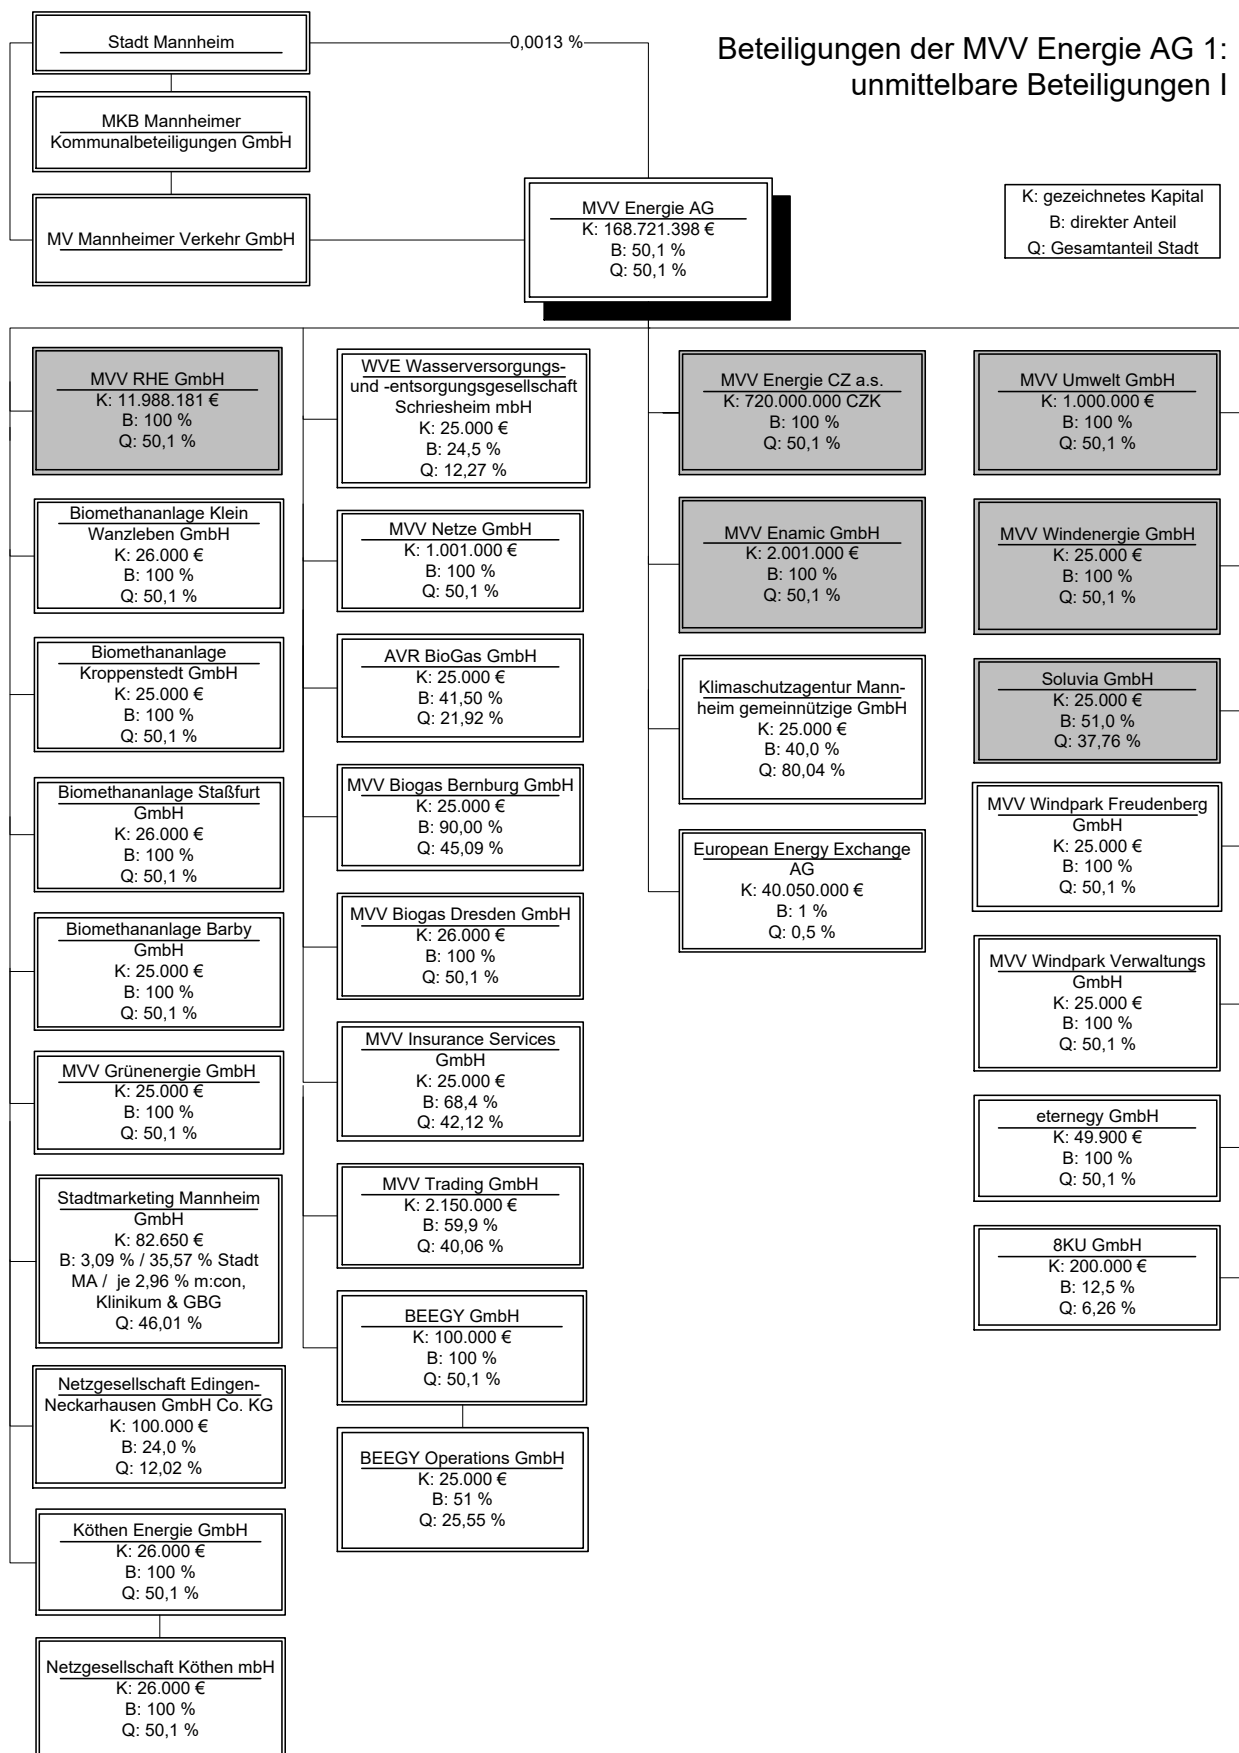 Stadt Mannheim
0,0013 %
Beteiligungen der MVV Energie AG 1:
unmittelbare Beteiligungen I
MKB Mannheimer
Kommunalbeteiligungen GmbH
MV Mannheimer Verkehr GmbH
MVV Energie AG
K: 168.721.398 €
B: 50,1 %
Q: 50,1 %
K: gezeichnetes Kapital
B: direkter Anteil
Q: Gesamtanteil Stadt
MVV RHE GmbH
K: 11.988.181 €
B: 100 %
Q: 50,1 %
Biomethananlage Klein
Wanzleben GmbH
K: 26.000 €
B: 100 %
Q: 50,1 %
Biomethananlage
Kroppenstedt GmbH
K: 25.000 €
B: 100 %
Q: 50,1 %
Biomethananlage Staßfurt
GmbH
K: 26.000 €
B: 100 %
Q: 50,1 %
Biomethananlage Barby
GmbH
K: 25.000 €
B: 100 %
Q: 50,1 %
MVV Grünenergie GmbH
K: 25.000 €
B: 100 %
Q: 50,1 %
Stadtmarketing Mannheim
GmbH
K: 82.650 €
B: 3,09 % / 35,57 % Stadt
MA / je 2,96 % m:con,
Klinikum & GBG
Q: 46,01 %
Netzgesellschaft Edingen-
Neckarhausen GmbH Co. KG
K: 100.000 €
B: 24,0 %
Q: 12,02 %
Köthen Energie GmbH
K: 26.000 €
B: 100 %
Q: 50,1 %
Netzgesellschaft Köthen mbH
K: 26.000 €
B: 100 %
Q: 50,1 %
WVE Wasserversorgungs-
und -entsorgungsgesellschaft
Schriesheim mbH
K: 25.000 €
B: 24,5 %
Q: 12,27 %
MVV Netze GmbH
K: 1.001.000 €
B: 100 %
Q: 50,1 %
AVR BioGas GmbH
K: 25.000 €
B: 41,50 %
Q: 21,92 %
MVV Biogas Bernburg GmbH
K: 25.000 €
B: 90,00 %
Q: 45,09 %
MVV Biogas Dresden GmbH
K: 26.000 €
B: 100 %
Q: 50,1 %
MVV Insurance Services
GmbH
K: 25.000 €
B: 68,4 %
Q: 42,12 %
MVV Trading GmbH
K: 2.150.000 €
B: 59,9 %
Q: 40,06 %
BEEGY GmbH
K: 100.000 €
B: 100 %
Q: 50,1 %
BEEGY Operations GmbH
K: 25.000 €
B: 51 %
Q: 25,55 %
MVV Energie CZ a.s.
K: 720.000.000 CZK
B: 100 %
Q: 50,1 %
MVV Enamic GmbH
K: 2.001.000 €
B: 100 %
Q: 50,1 %
Klimaschutzagentur Mann-
heim gemeinnützige GmbH
K: 25.000 €
B: 40,0 %
Q: 80,04 %
European Energy Exchange
AG
K: 40.050.000 €
B: 1 %
Q: 0,5 %
MVV Umwelt GmbH
K: 1.000.000 €
B: 100 %
Q: 50,1 %
MVV Windenergie GmbH
K: 25.000 €
B: 100 %
Q: 50,1 %
Soluvia GmbH
K: 25.000 €
B: 51,0 %
Q: 37,76 %
MVV Windpark Freudenberg
GmbH
K: 25.000 €
B: 100 %
Q: 50,1 %
MVV Windpark Verwaltungs
GmbH
K: 25.000 €
B: 100 %
Q: 50,1 %
eternegy GmbH
K: 49.900 €
B: 100 %
Q: 50,1 %
8KU GmbH
K: 200.000 €
B: 12,5 %
Q: 6,26 %